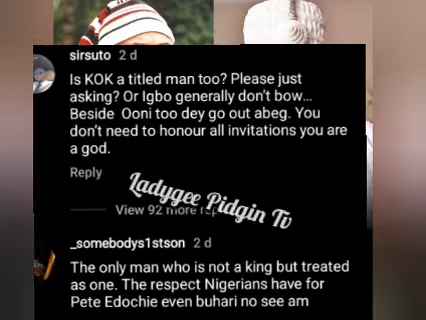 sirsuto 2 d
Is KOK a titled man too? Please just
asking? Or Igbo generally don't bow...
Beside Ooni too dey go out abeg. You
don't need to honour all invitations you are
a god.
Reply
Ladygee Pidgin Tv
View 92 more
_somebodys1stson 2 d
The only man who is not a king but treated
as one. The respect Nigerians have for
Pete Edochie even buhari no see am